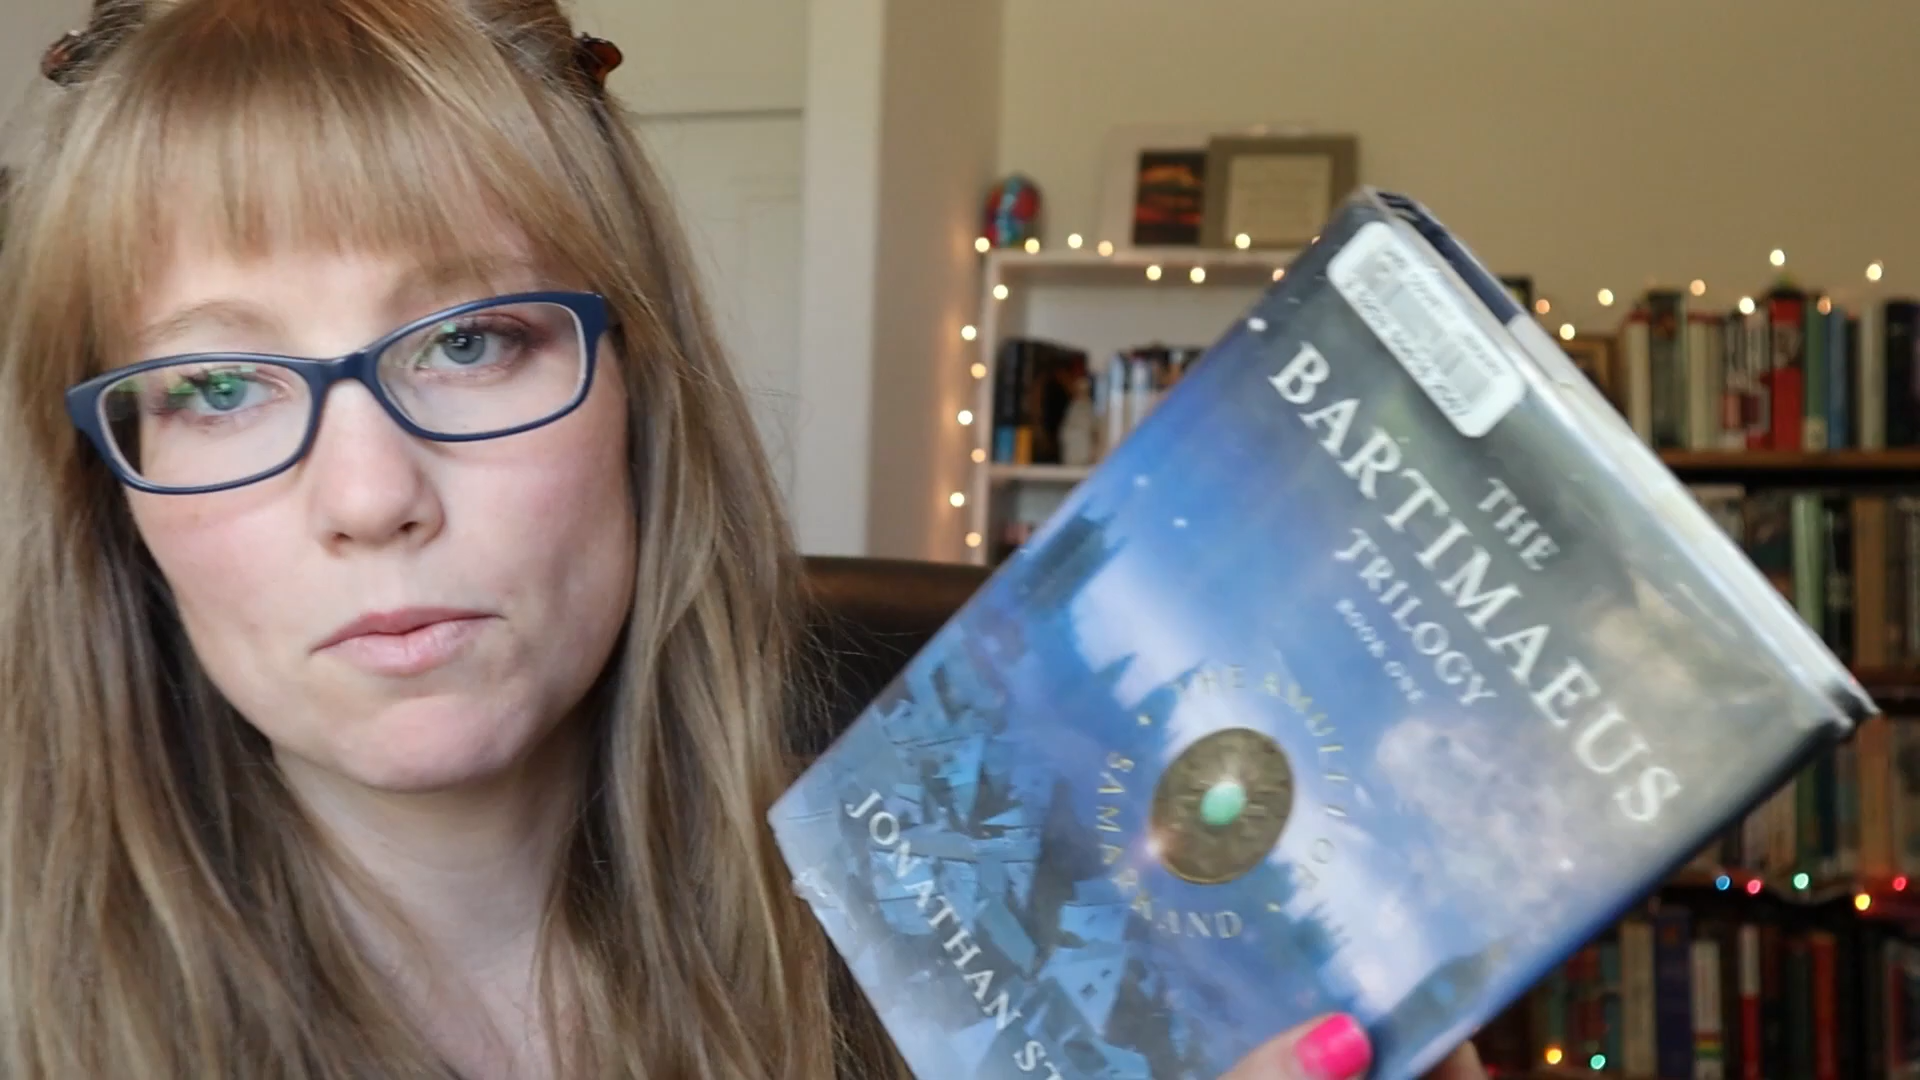 THE
BARTIMAEUS
TRILOGY
BOOK ONE
THE AMULET OF
SAMARKAND
JONATHAN ST